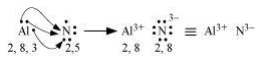 Al N ⟶ Al³⁺ N³⁻ ≡ Al³⁺ N³⁻
2, 8, 3 2,5 2, 8 2, 8